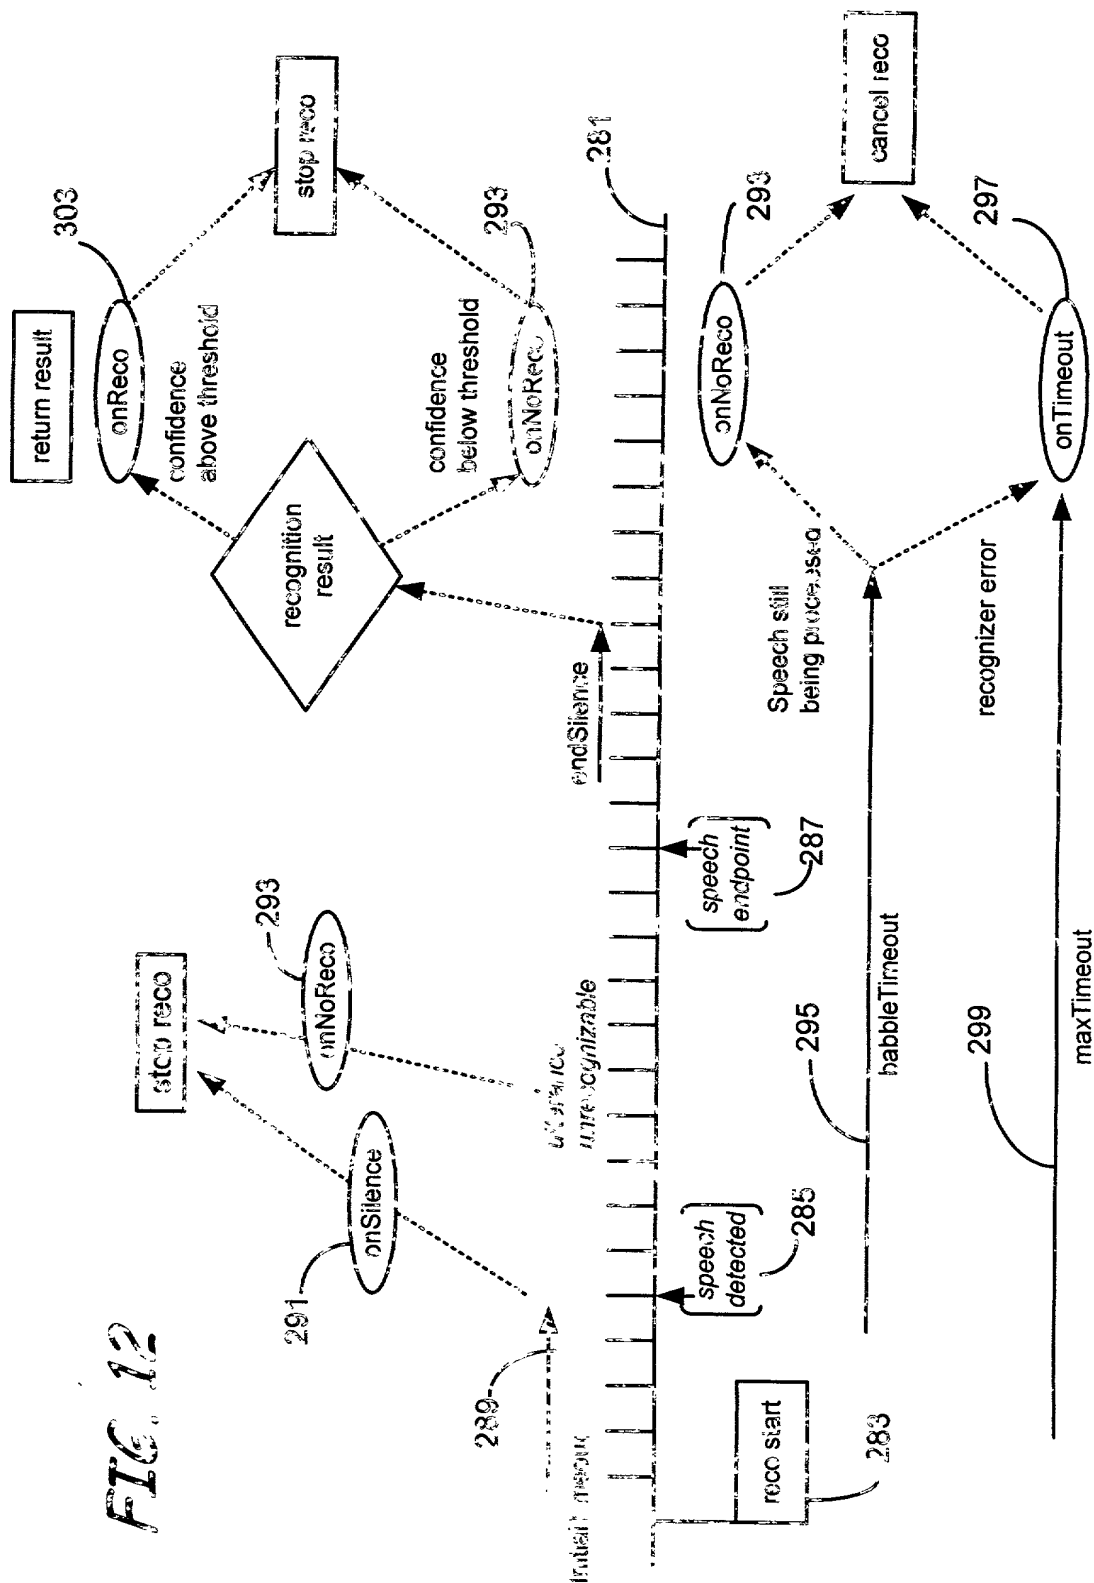 FIG. 12
return result
303
onReco
confidence
above threshold
stop reco
recognition
result
confidence
below threshold
293
onNoReco
stop reco
293
onNoReco
291
onSilence
289
unrecognizable
endSilence
281
reco start
283
speech
detected
285
speech
endpoint
287
Speech still
being processed
293
onNoReco
cancel reco
295
babbleTimeout
recognizer error
297
onTimeout
299
maxTimeout